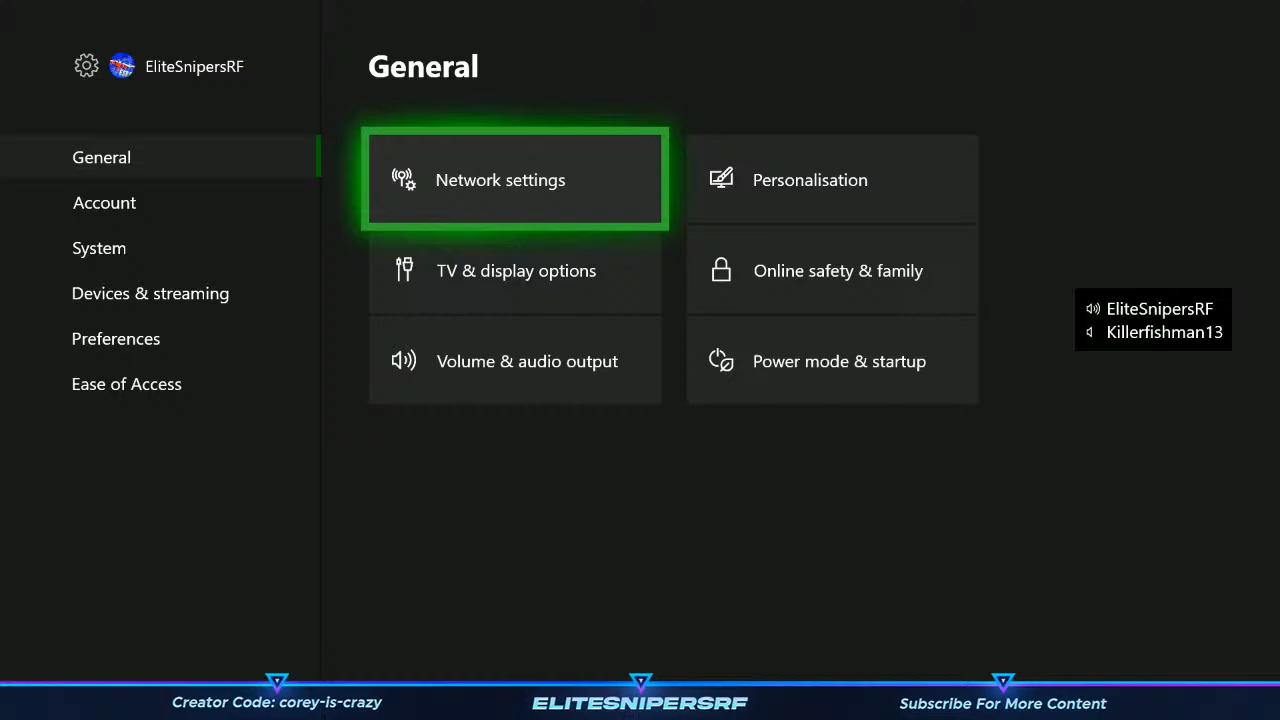 EliteSnipersRF
General
Account
System
Devices & streaming
Preferences
Ease of Access
General
Network settings
Personalisation
TV & display options
Online safety & family
Volume & audio output
Power mode & startup
EliteSnipersRF
Killerfishman13
Creator Code: corey-is-crazy
ELITESNIPERSRF
Subscribe For More Content